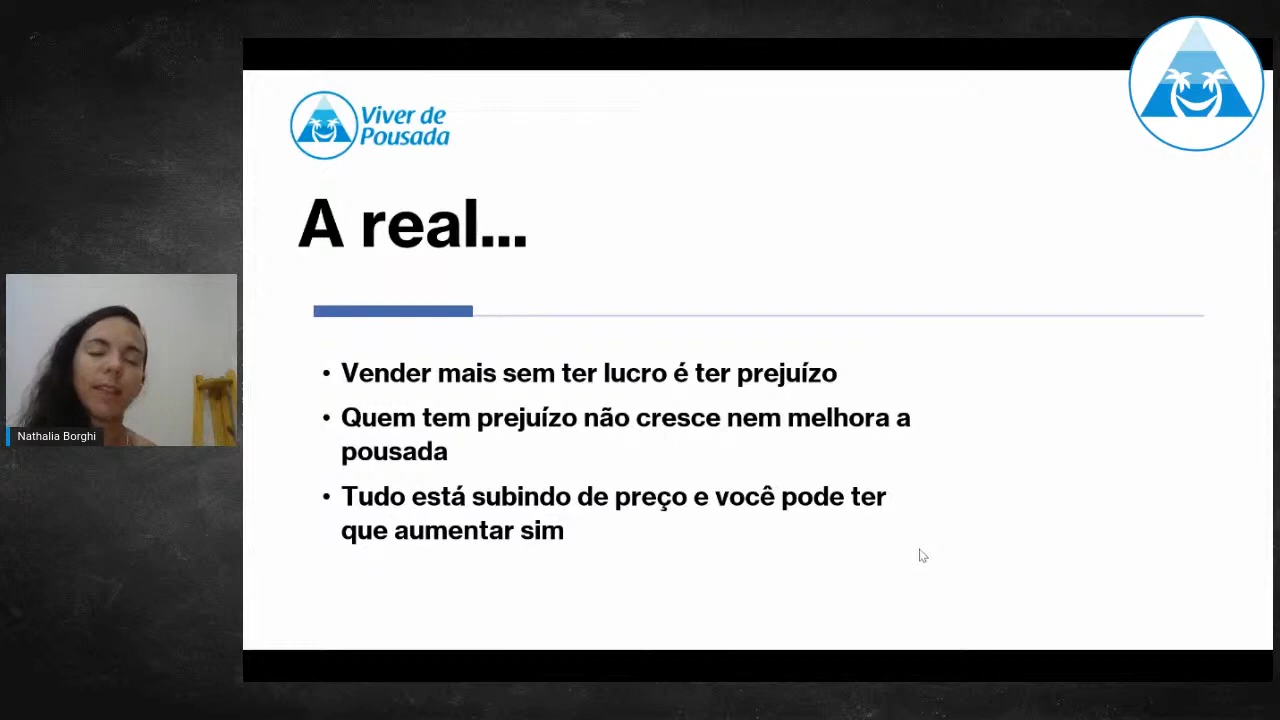 Viver de
Pousada
A real...
• Vender mais sem ter lucro é ter prejuízo
• Quem tem prejuízo não cresce nem melhora a
pousada
• Tudo está subindo de preço e você pode ter
que aumentar sim
Nathalia Borghi